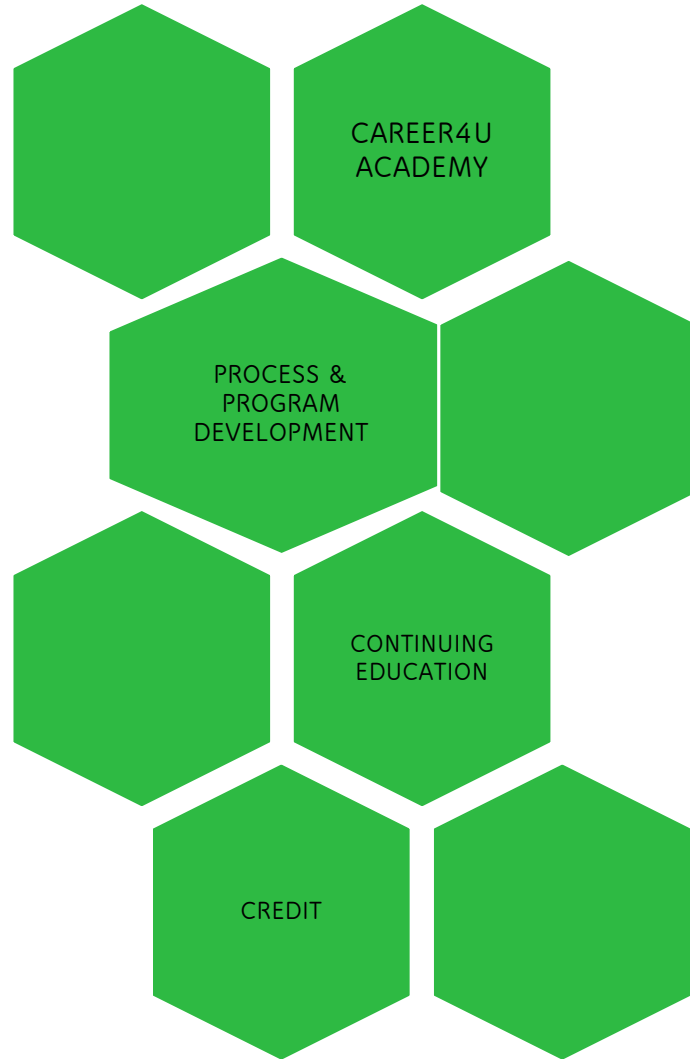 CAREER4U
ACADEMY
PROCESS &
PROGRAM
DEVELOPMENT
CONTINUING
EDUCATION
CREDIT